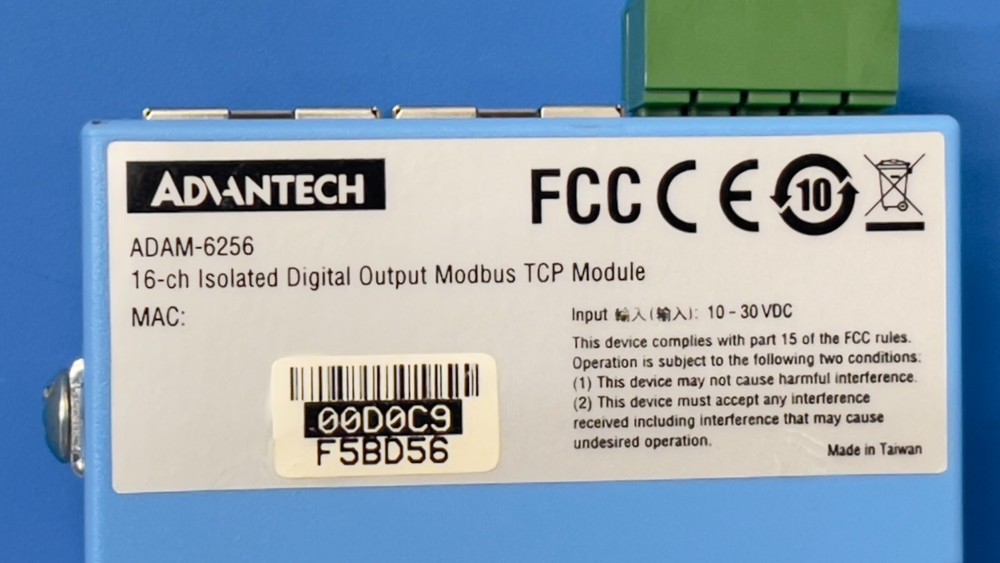 ADVANTECH
FCC CE 10
ADAM-6256
16-ch Isolated Digital Output Modbus TCP Module
MAC:
00D0C9
F5BD56
Input 輸入(输入): 10 - 30 VDC
This device complies with part 15 of the FCC rules.
Operation is subject to the following two conditions:
(1) This device may not cause harmful interference.
(2) This device must accept any interference
received including interference that may cause
undesired operation.
Made in Taiwan